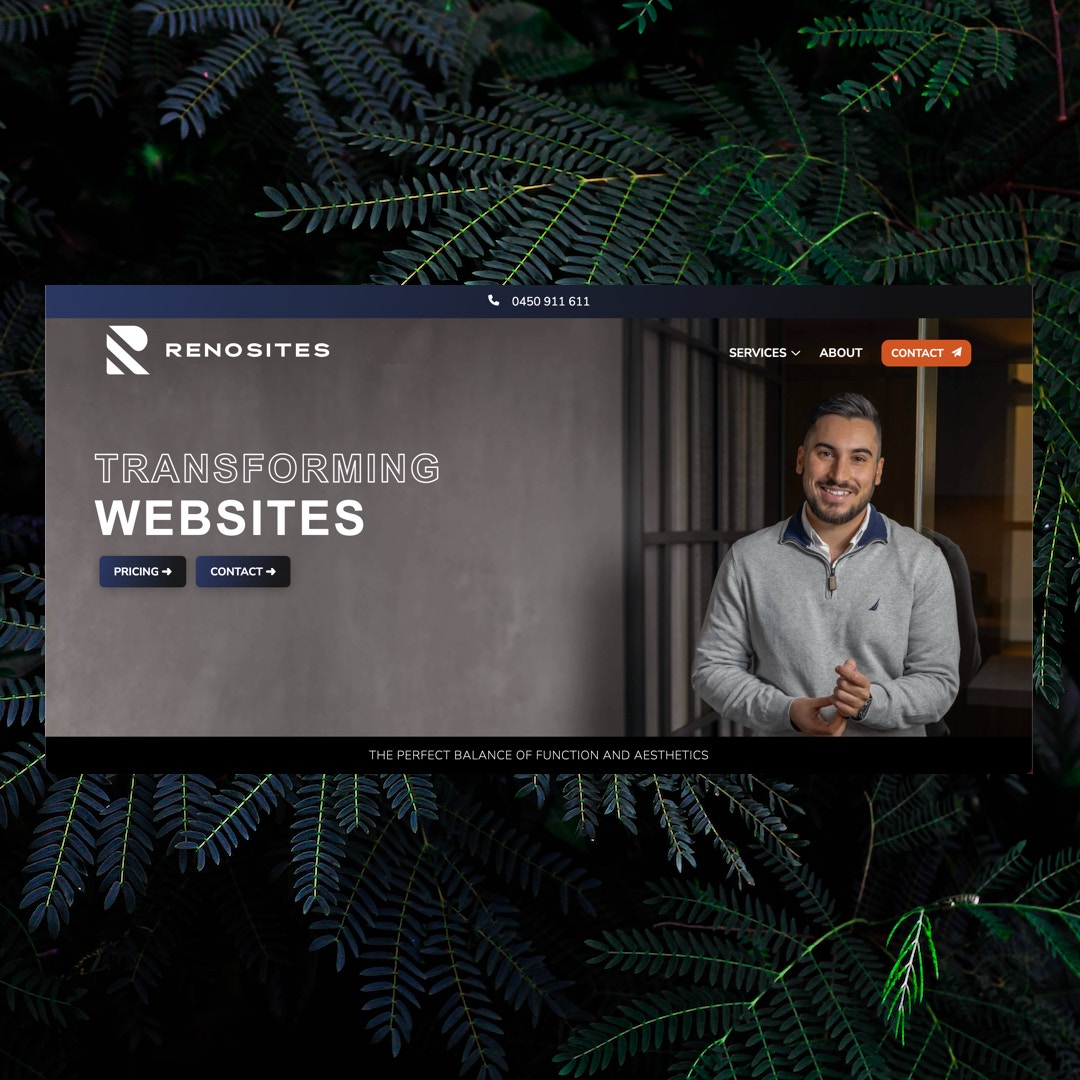 0450 911 611
RENOSITES
SERVICES ABOUT CONTACT
TRANSFORMING
WEBSITES
PRICING CONTACT
THE PERFECT BALANCE OF FUNCTION AND AESTHETICS